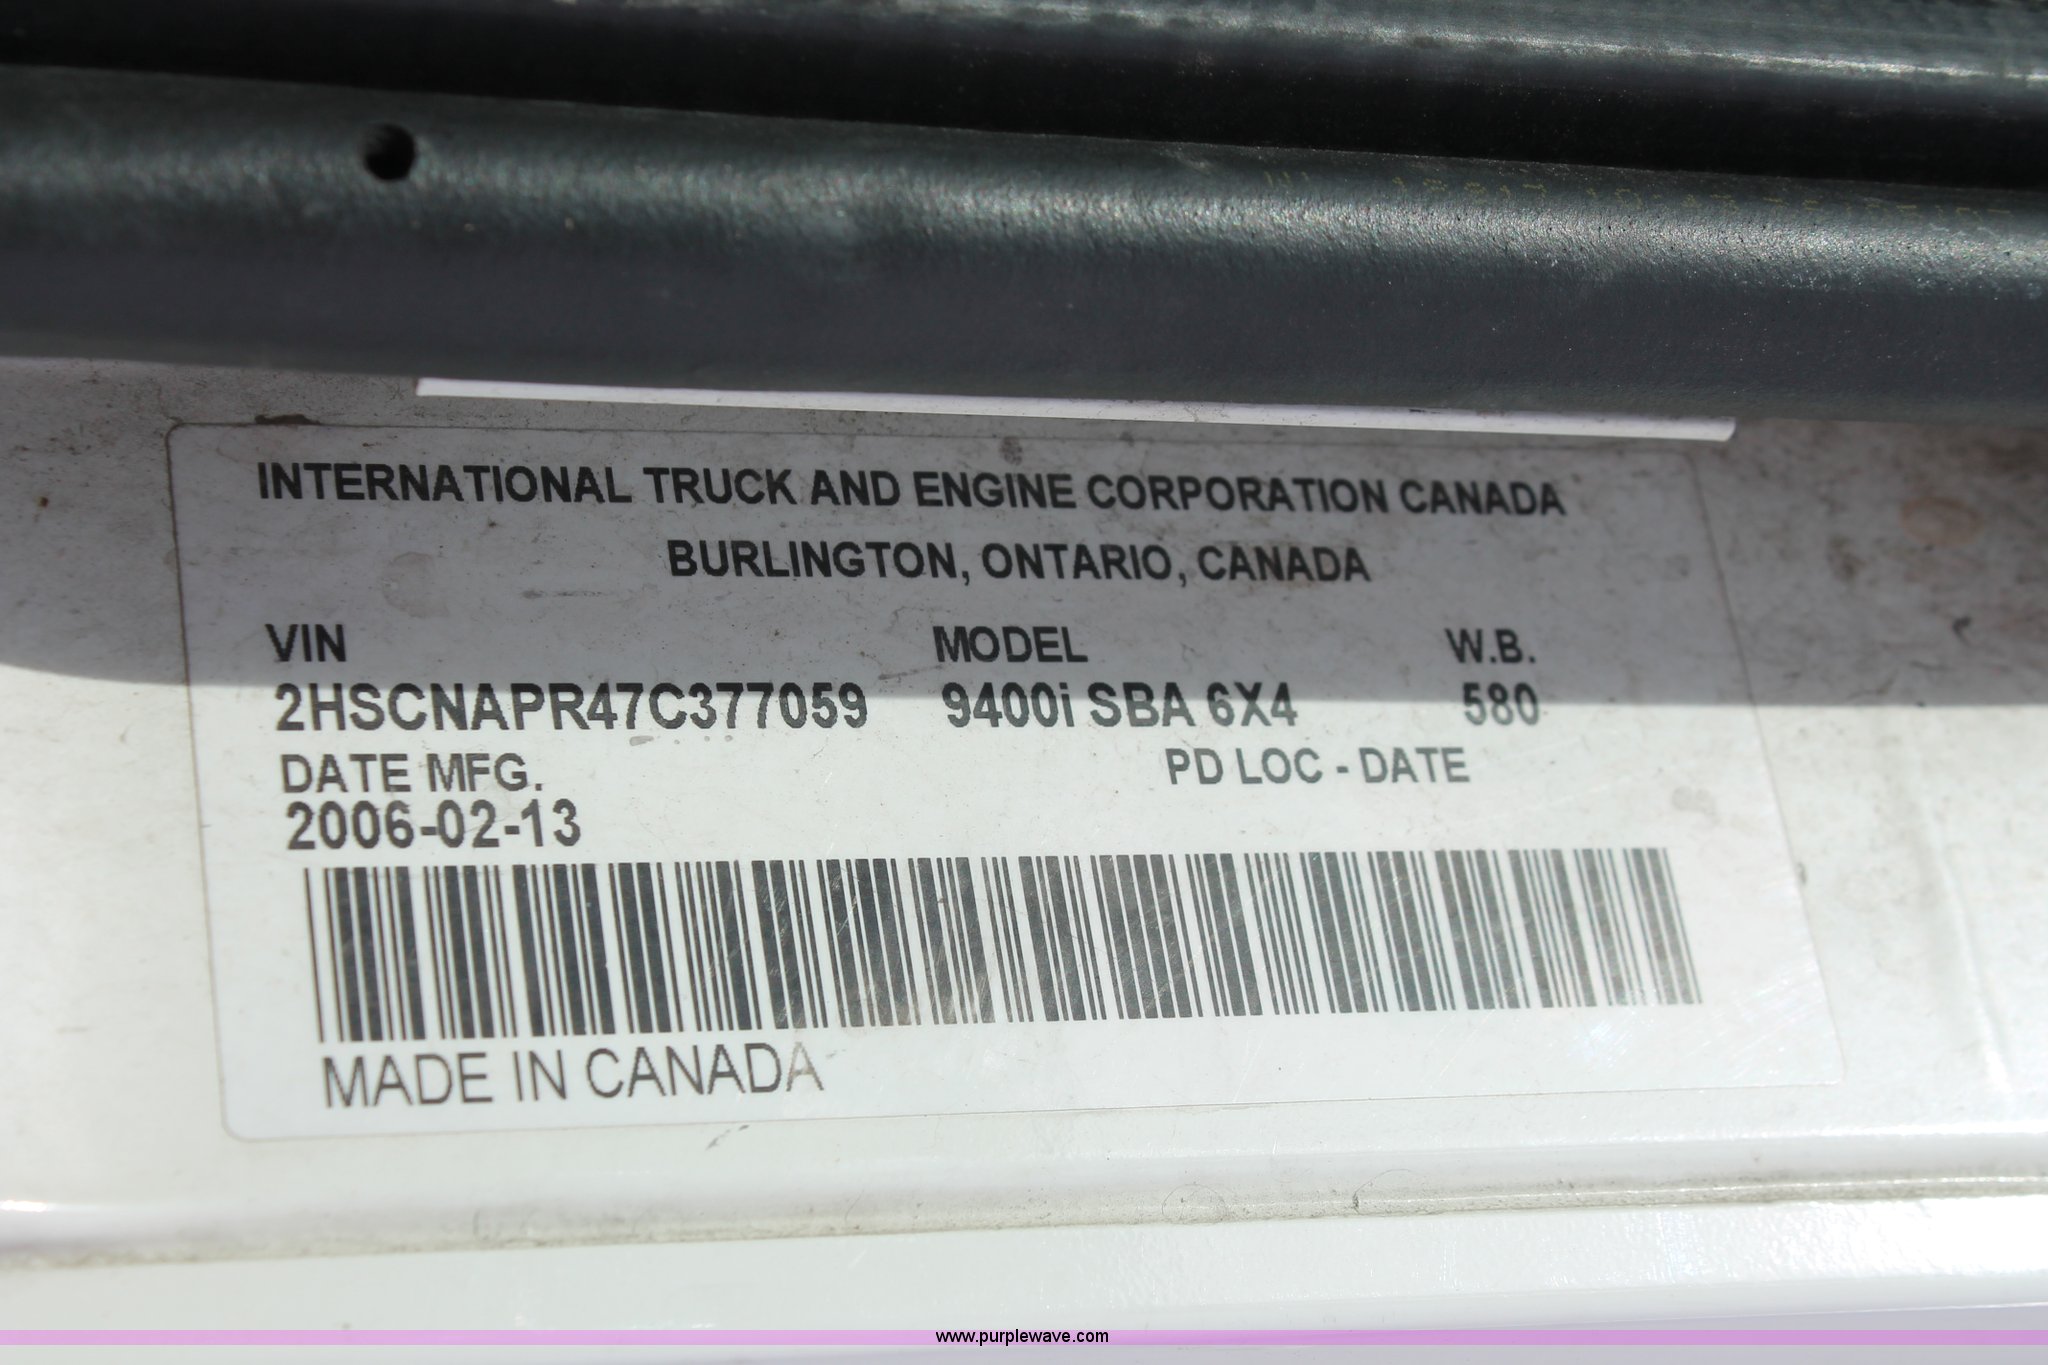 INTERNATIONAL TRUCK AND ENGINE CORPORATION CANADA
BURLINGTON, ONTARIO, CANADA
VIN MODEL W.B.
2HSCNAPR47C377059 9400i SBA 6X4 580
DATE MFG. PD LOC - DATE
2006-02-13
MADE IN CANADA
www.purplewave.com